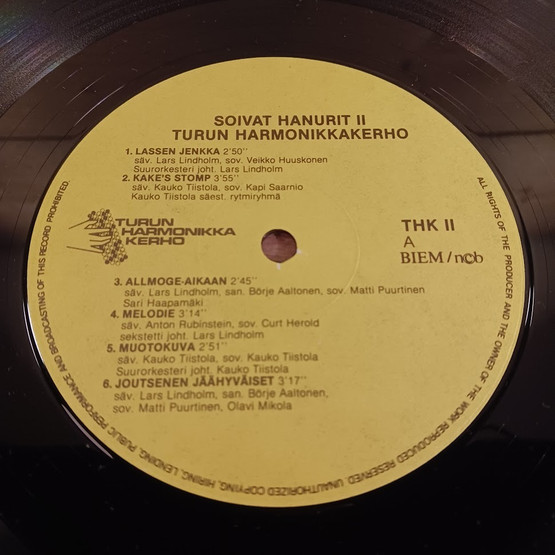 SOIVAT HANURIT II
TURUN HARMONIKKAKERHO
1. LASSEN JENKKA 2'50''
säv. Lars Lindholm, sov. Veikko Huuskonen
Suurorkesteri joht. Lars Lindholm
2. KAKE'S STOMP 3'55''
säv. Kauko Tiistola, sov. Kapi Saarnio
Kauko Tiistola säest. rytmiryhmä
TURUN
HARMONIKKA
KERHO
THK II
A
BIEM/ncb
3. ALLMOGE-AIKAAN 2'45''
säv. Lars Lindholm, san. Börje Aaltonen, sov. Matti Puurtinen
Sari Haapamäki
4. MELODIE 3'14''
säv. Anton Rubinstein, sov. Curt Herold
sekstetti joht. Lars Lindholm
5. MUOTOKUVA 2'51''
säv. Kauko Tiistola, sov. Kauko Tiistola
Suurorkesteri joht. Kauko Tiistola
6. JOUTSENEN JÄÄHYVÄISET 3'17''
säv. Lars Lindholm, san. Börje Aaltonen,
sov. Matti Puurtinen, Olavi Mikola
ALL RIGHTS OF THE PRODUCER AND THE OWNER OF THE WORK REPRODUCED RESERVED. UNAUTHORIZED COPYING, HIRING, LENDING, PUBLIC PERFORMANCE AND BROADCASTING OF THIS RECORD PROHIBITED.